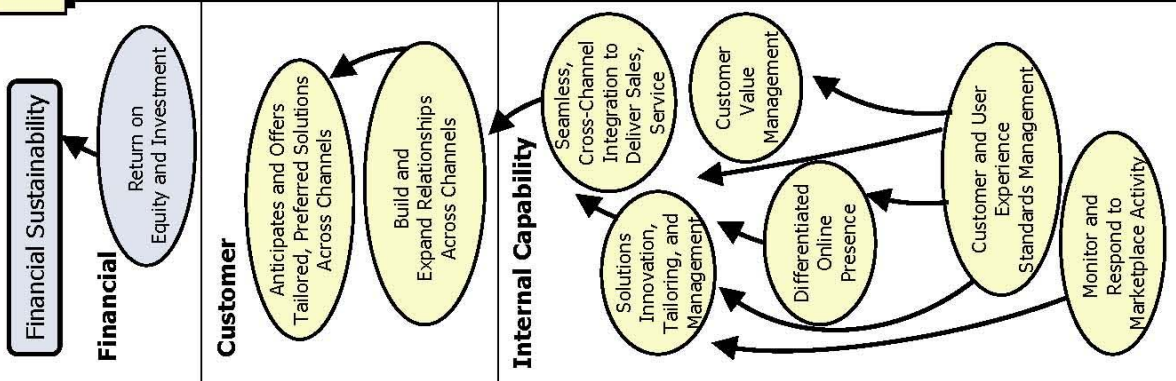 Financial Sustainability
Financial
Return on
Equity and Investment
Customer
Anticipates and Offers
Tailored, Preferred Solutions
Across Channels
Build and
Expand Relationships
Across Channels
Internal Capability
Seamless,
Cross-Channel
Integration to
Deliver Sales,
Service
Customer
Value
Management
Solutions
Innovation,
Tailoring, and
Management
Differentiated
Online
Presence
Customer and User
Experience
Standards Management
Monitor and
Respond to
Marketplace Activity